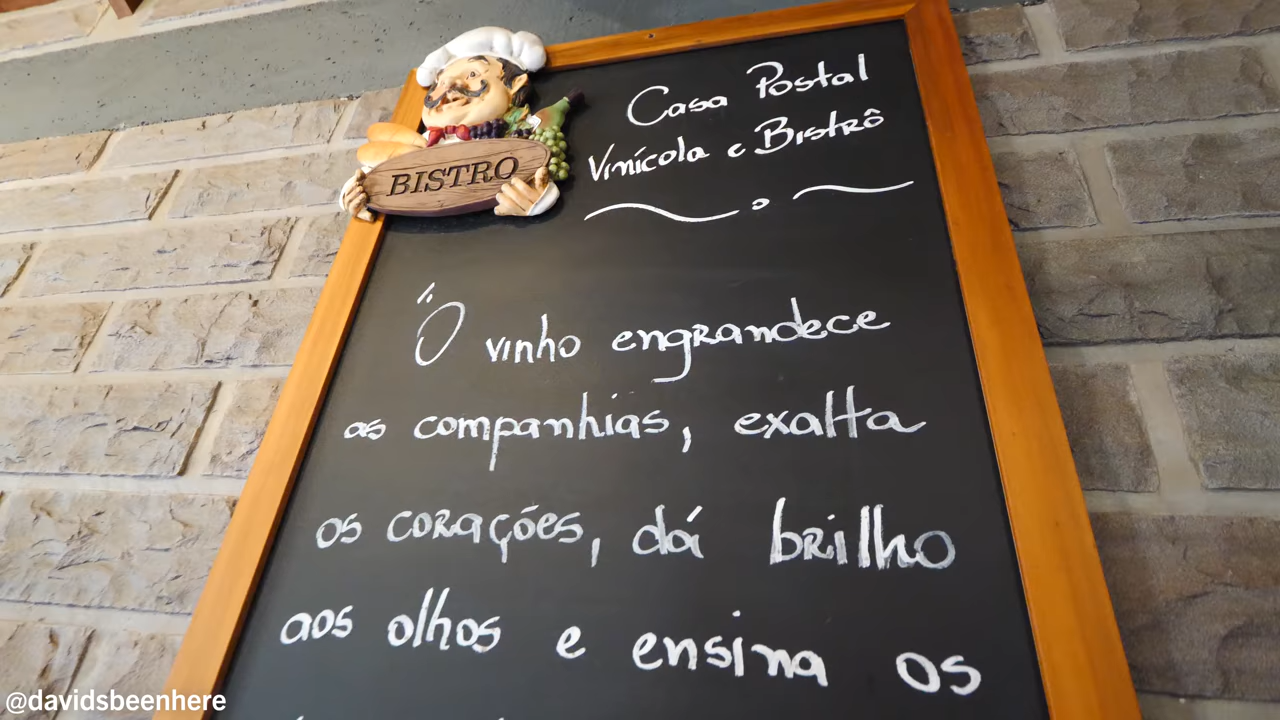 Casa Postal
Vinícola e Bistrô
BISTRO
"O vinho engrandece
as companhias, exalta
os corações, dá brilho
aos olhos e ensina os
@davidsbeenhere